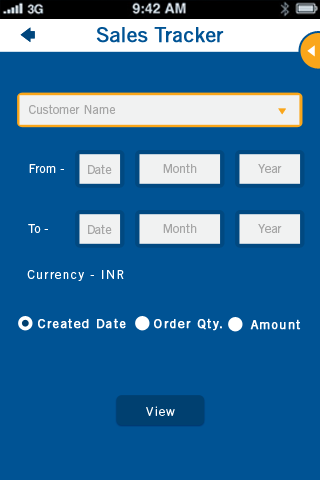 3G 9:42 AM
Sales Tracker
Customer Name
From - Date Month Year
To - Date Month Year
Currency - INR
Created Date Order Qty. Amount
View